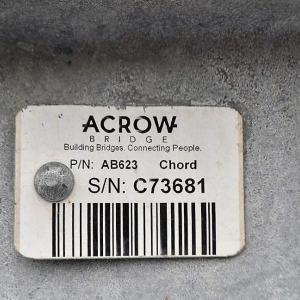 ACROW
BRIDGE
Building Bridges. Connecting People.
P/N: AB623 Chord
S/N: C73681